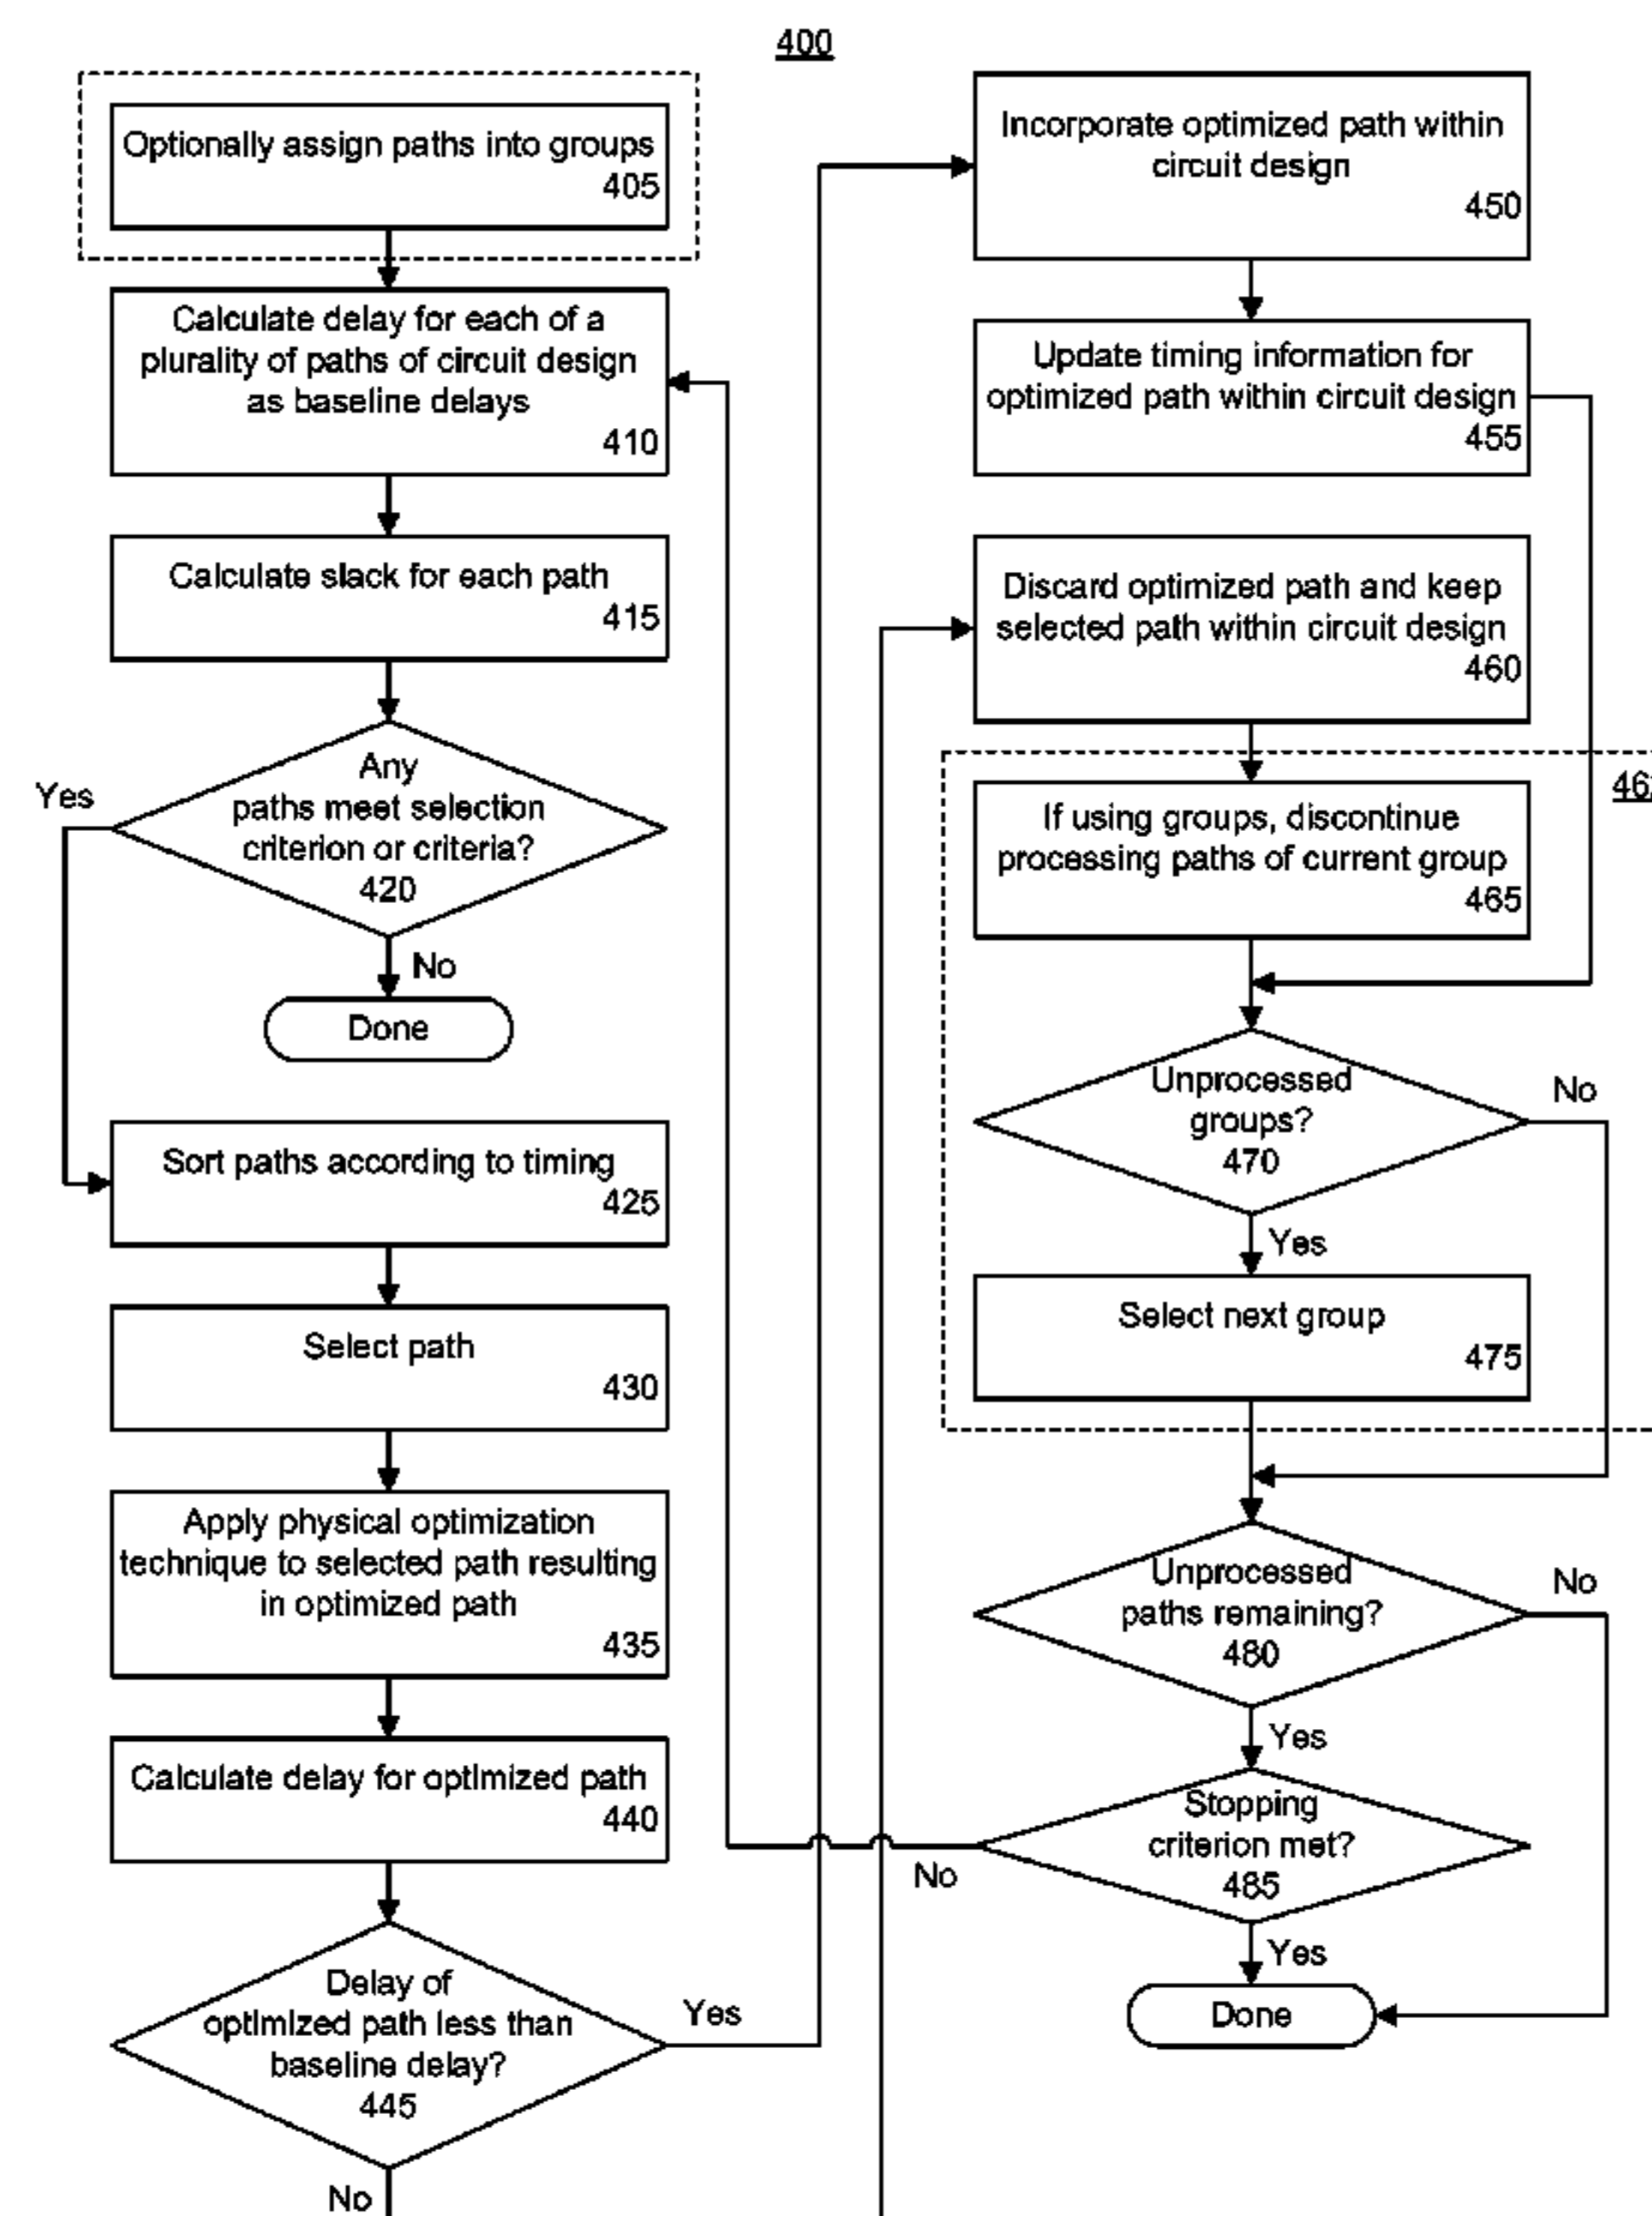 400
Optionally assign paths into groups
405
Calculate delay for each of a
plurality of paths of circuit design
as baseline delays
410
Calculate slack for each path
415
Any
paths meet selection
criterion or criteria?
420
Yes
No
Done
Sort paths according to timing
425
Select path
430
Apply physical optimization
technique to selected path resulting
in optimized path
435
Calculate delay for optimized path
440
Delay of
optimized path less than
baseline delay?
445
Yes
No
Incorporate optimized path within
circuit design
450
Update timing information for
optimized path within circuit design
455
Discard optimized path and keep
selected path within circuit design
460
If using groups, discontinue
processing paths of current group
465
Unprocessed
groups?
470
No
Yes
Select next group
475
Unprocessed
paths remaining?
480
No
Yes
Stopping
criterion met?
485
No
Yes
Done